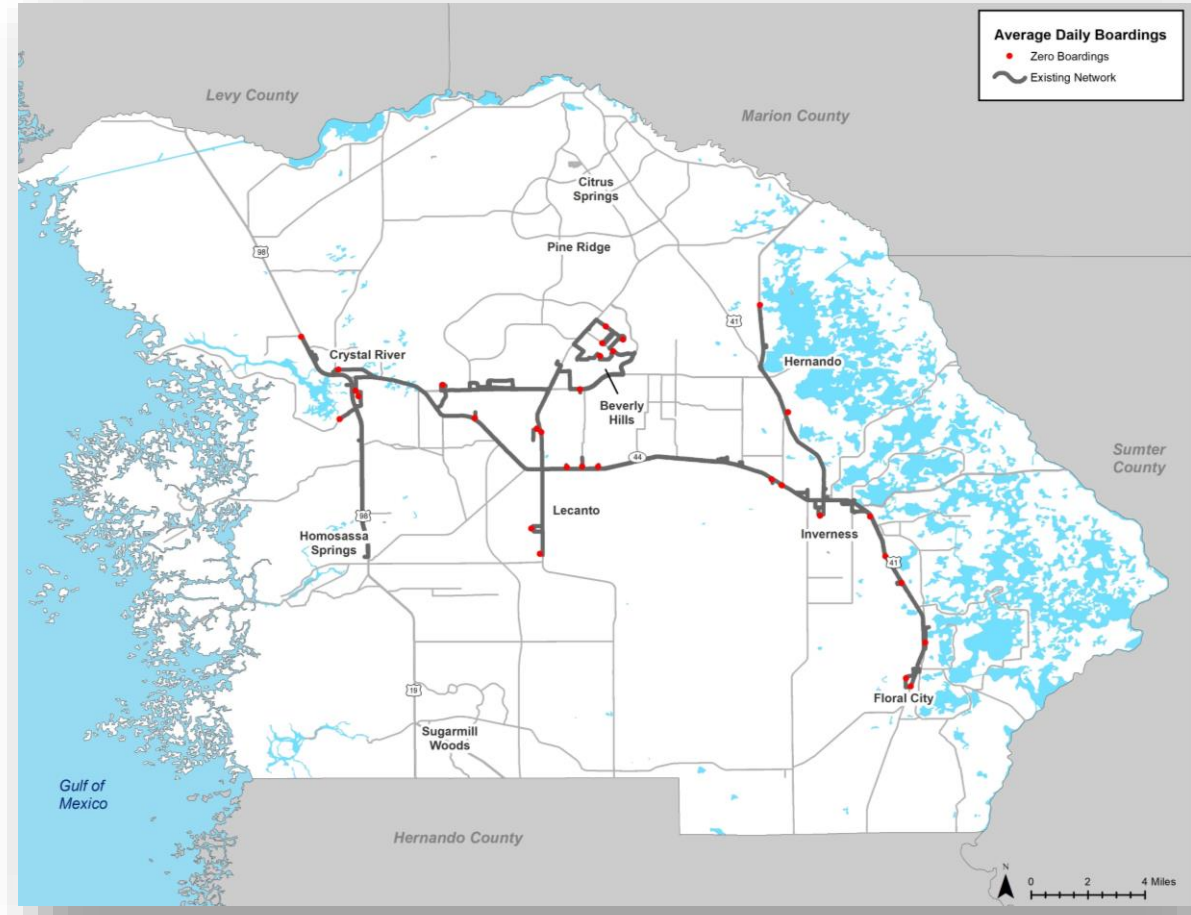 Average Daily Boardings
Zero Boardings
Existing Network
Levy County
Marion County
Citrus
Springs
Pine Ridge
98
41
Crystal River
Hernando
Beverly
Hills
44
Sumter
County
Lecanto
98
Homosassa
Springs
Inverness
41
19
Floral City
Sugarmill
Woods
Gulf of
Mexico
Hernando County
N
0 2 4 Miles